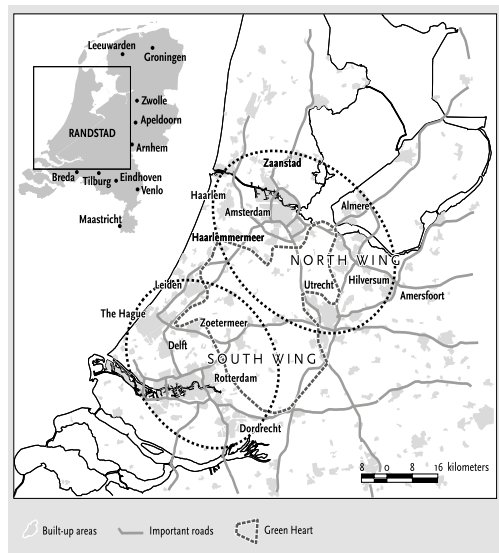 Leeuwarden
Groningen
Zwolle
Apeldoorn
RANDSTAD
Arnhem
Breda
Tilburg
Eindhoven
Venlo
Maastricht
Zaanstad
Haarlem
Amsterdam
Almere
Haarlemmermeer
NORTH WING
Leiden
Utrecht
Hilversum
Amersfoort
The Hague
Zoetermeer
Delft
SOUTH WING
Rotterdam
Dordrecht
8 0 8 16 kilometers
Built-up areas
Important roads
Green Heart